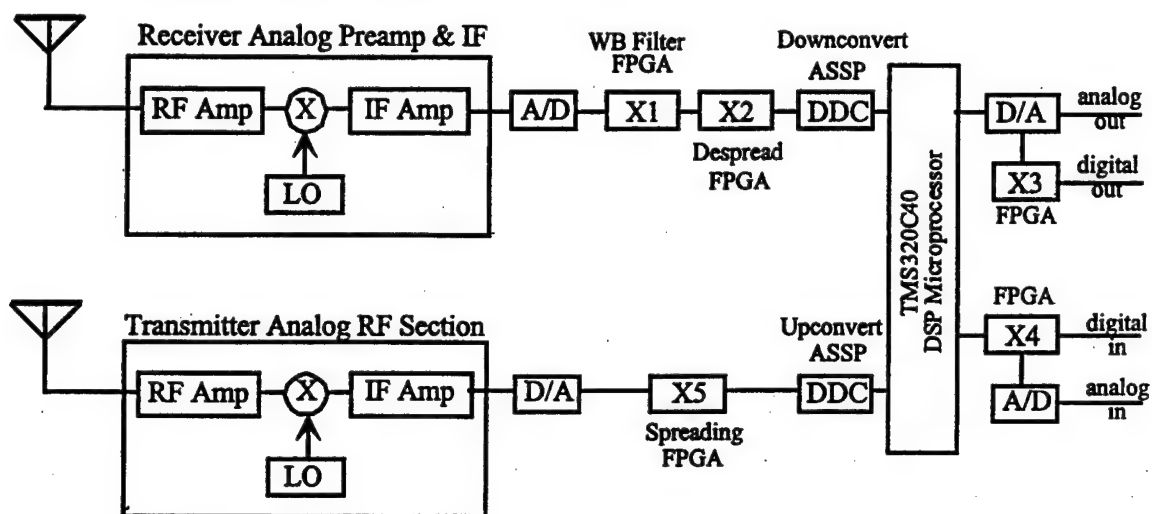 Receiver Analog Preamp & IF
RF Amp
X
IF Amp
LO
A/D
WB Filter
FPGA
X1
X2
Despread
FPGA
Downconvert
ASSP
DDC
TMS320C40
DSP Microprocessor
D/A
analog
out
X3
FPGA
digital
out
Transmitter Analog RF Section
RF Amp
X
IF Amp
LO
D/A
X5
Spreading
FPGA
Upconvert
ASSP
DDC
FPGA
X4
digital
in
A/D
analog
in